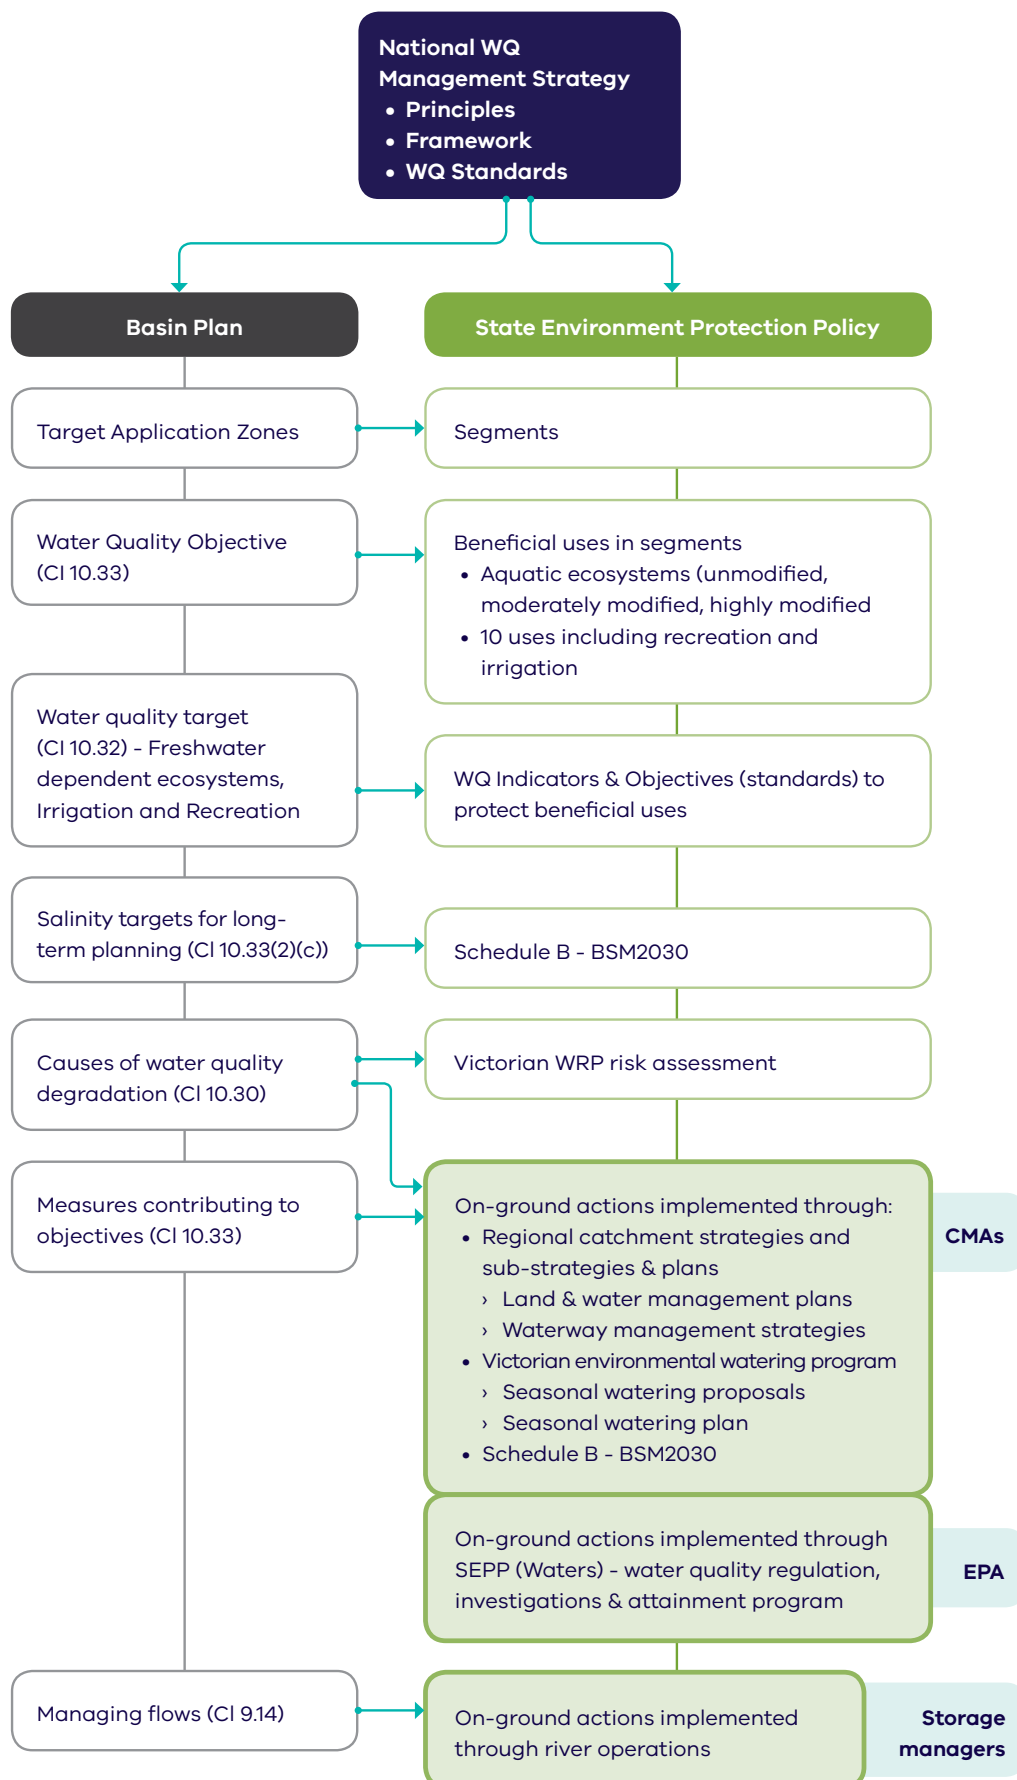 National WQ
Management Strategy
• Principles
• Framework
• WQ Standards
Basin Plan
State Environment Protection Policy
Target Application Zones
Segments
Water Quality Objective
(Cl 10.33)
Beneficial uses in segments
• Aquatic ecosystems (unmodified,
moderately modified, highly modified
• 10 uses including recreation and
irrigation
Water quality target
(Cl 10.32) - Freshwater
dependent ecosystems,
Irrigation and Recreation
WQ Indicators & Objectives (standards) to
protect beneficial uses
Salinity targets for long-
term planning (Cl 10.33(2)(c))
Schedule B - BSM2030
Causes of water quality
degradation (Cl 10.30)
Victorian WRP risk assessment
Measures contributing to
objectives (Cl 10.33)
On-ground actions implemented through:
• Regional catchment strategies and
sub-strategies & plans
› Land & water management plans
› Waterway management strategies
• Victorian environmental watering program
› Seasonal watering proposals
› Seasonal watering plan
• Schedule B - BSM2030
CMAs
On-ground actions implemented through
SEPP (Waters) - water quality regulation,
investigations & attainment program
EPA
Managing flows (Cl 9.14)
On-ground actions implemented
through river operations
Storage
managers